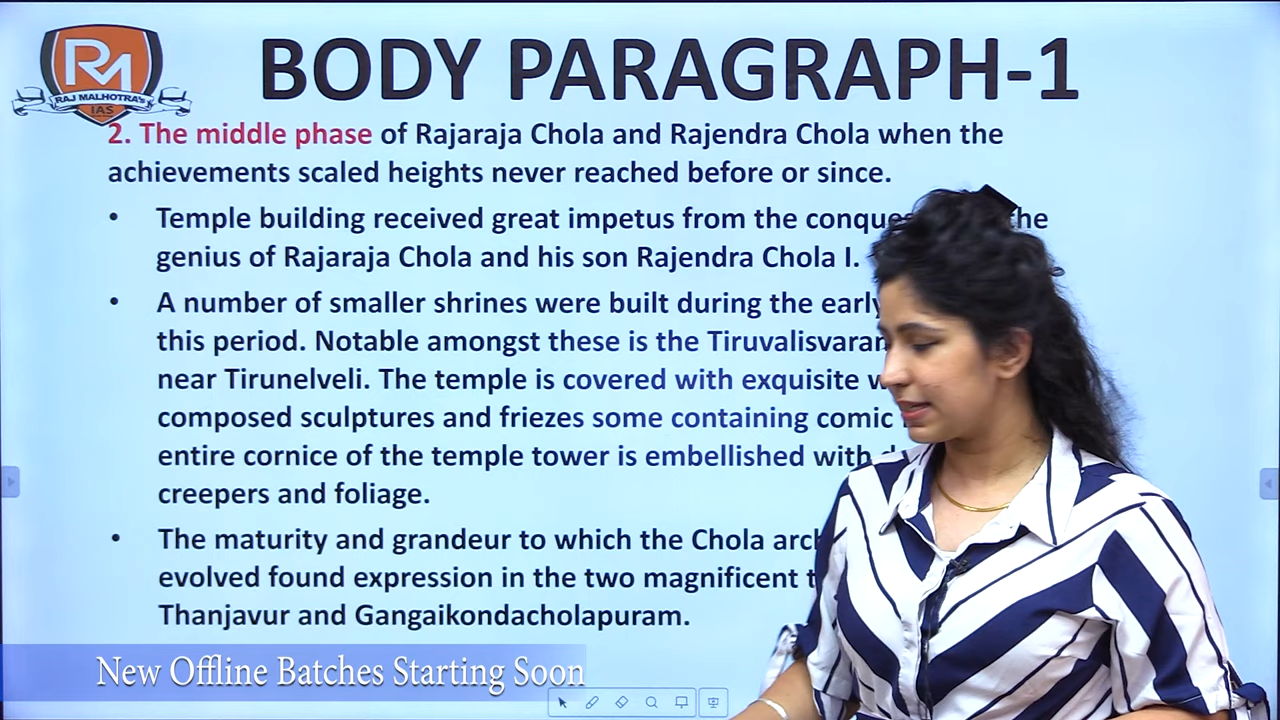 RM
RAJ MALHOTRA's
IAS
BODY PARAGRAPH-1
2. The middle phase of Rajaraja Chola and Rajendra Chola when the
achievements scaled heights never reached before or since.
• Temple building received great impetus from the the
genius of Rajaraja Chola and his son Rajendra Chola I.
• A number of smaller shrines were built during the early
this period. Notable amongst these is the
near Tirunelveli. The temple is covered with exquisite
composed sculptures and friezes some containing comic
entire cornice of the temple tower is embellished with
creepers and foliage.
• The maturity and grandeur to which the Chola
evolved found expression in the two magnificent
Thanjavur and Gangaikondacholapuram.
New Offline Batches Starting Soon